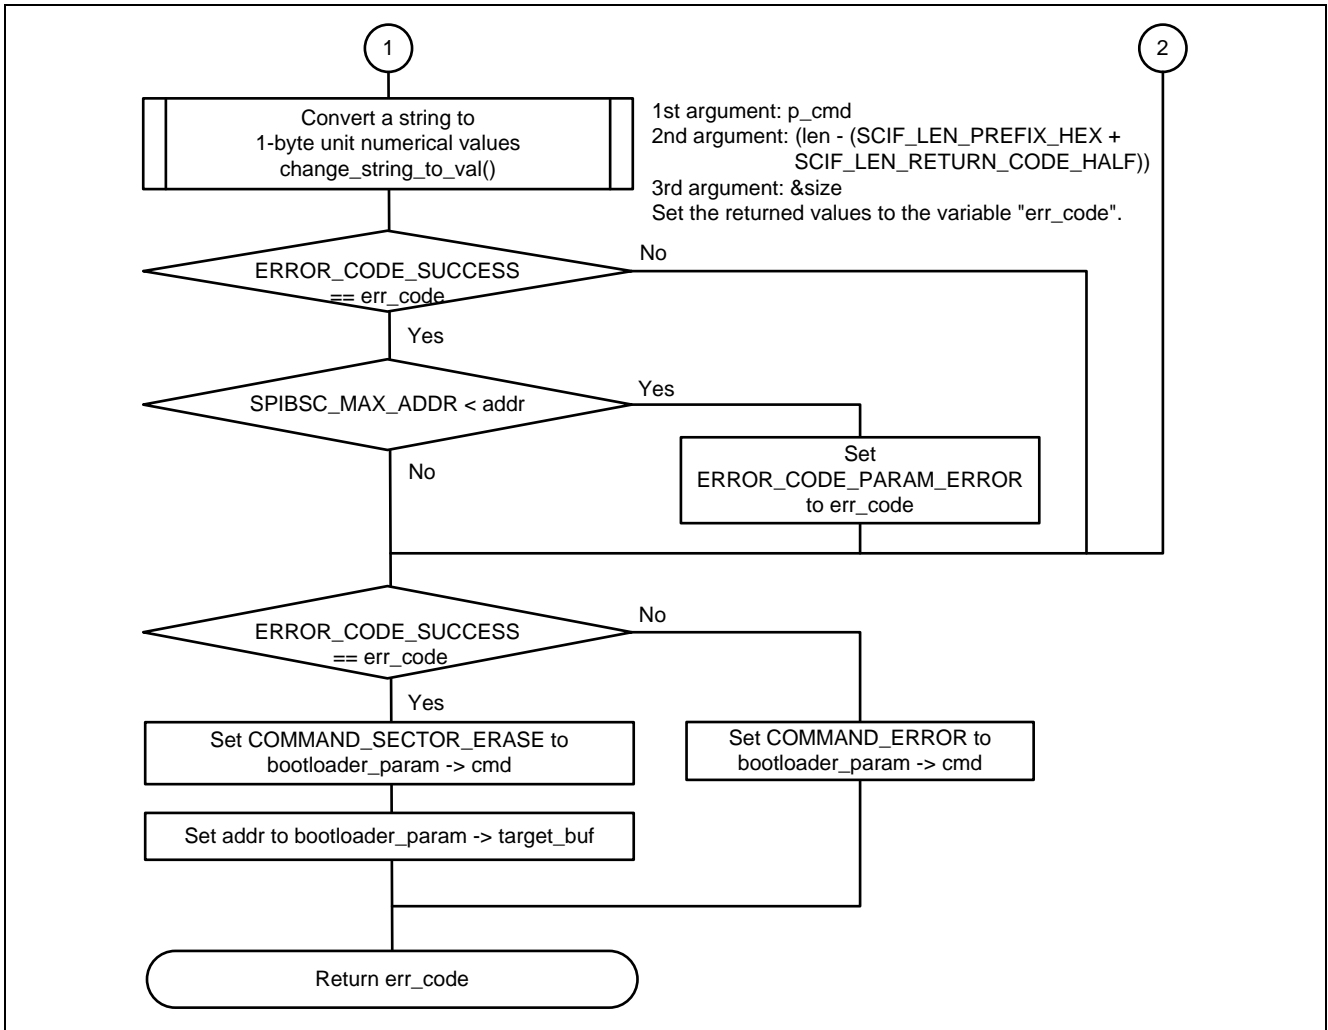 1
2
Convert a string to
1-byte unit numerical values
change_string_to_val()
1st argument: p_cmd
2nd argument: (len - (SCIF_LEN_PREFIX_HEX +
SCIF_LEN_RETURN_CODE_HALF))
3rd argument: &size
Set the returned values to the variable "err_code".
ERROR_CODE_SUCCESS
== err_code
No
Yes
SPIBSC_MAX_ADDR < addr
Yes
No
Set
ERROR_CODE_PARAM_ERROR
to err_code
ERROR_CODE_SUCCESS
== err_code
No
Yes
Set COMMAND_SECTOR_ERASE to
bootloader_param -> cmd
Set COMMAND_ERROR to
bootloader_param -> cmd
Set addr to bootloader_param -> target_buf
Return err_code